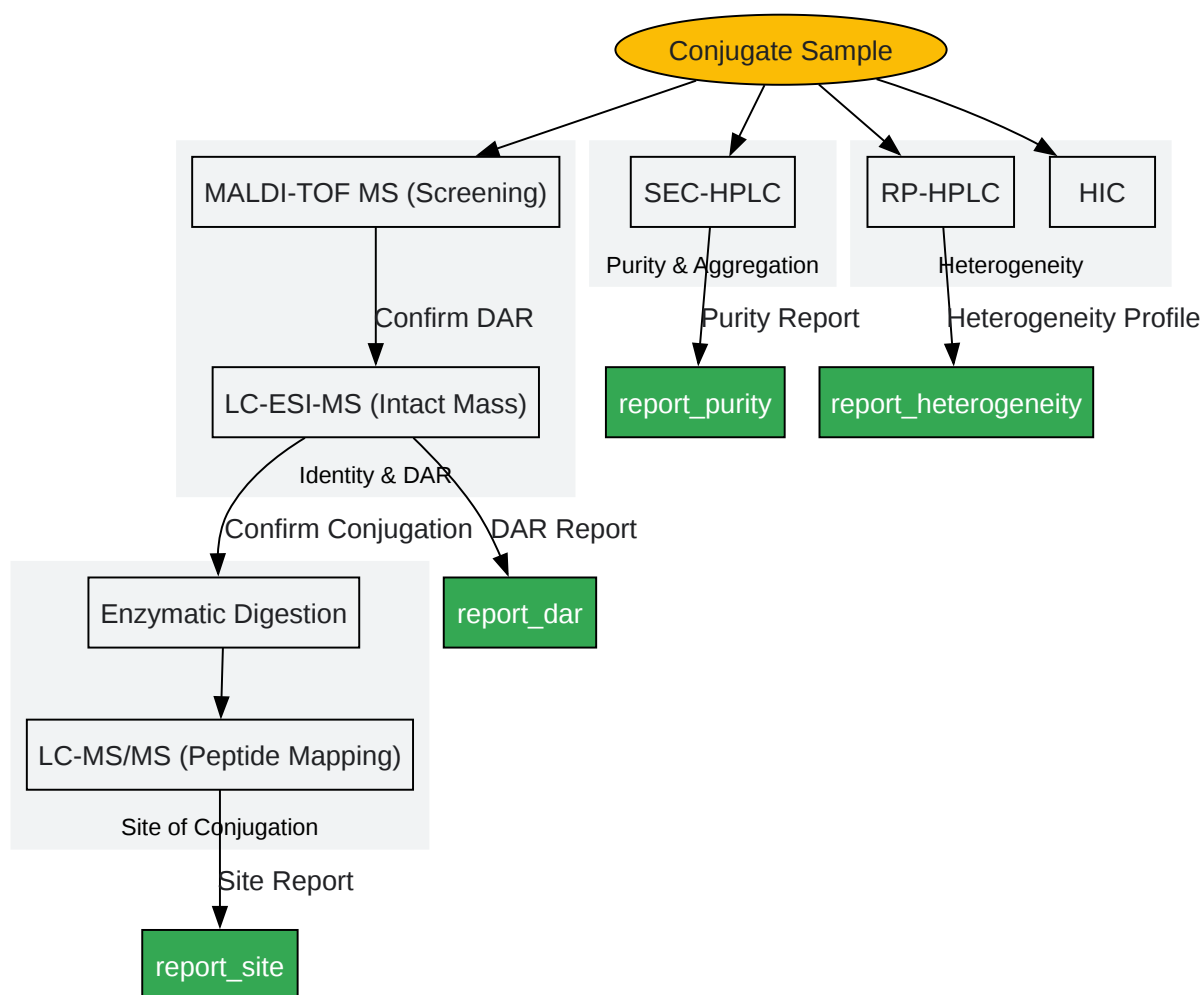 Conjugate Sample
MALDI-TOF MS (Screening)
SEC-HPLC
RP-HPLC
HIC
Purity & Aggregation
Heterogeneity
Confirm DAR
Purity Report
Heterogeneity Profile
LC-ESI-MS (Intact Mass)
report_purity
report_heterogeneity
Identity & DAR
Confirm Conjugation
DAR Report
Enzymatic Digestion
report_dar
LC-MS/MS (Peptide Mapping)
Site of Conjugation
Site Report
report_site